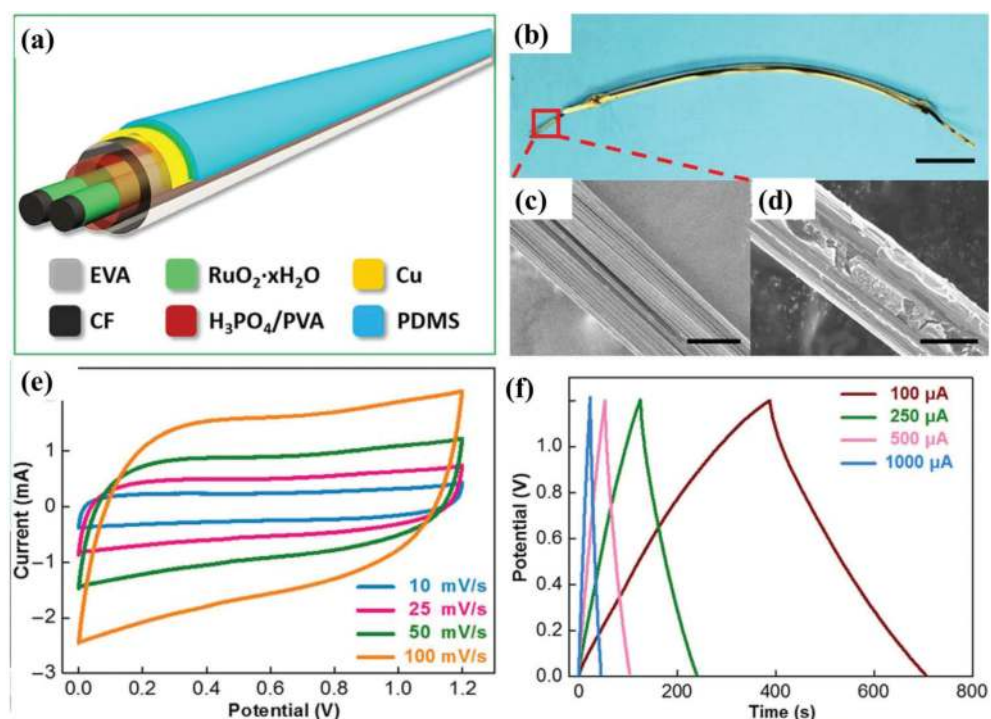 (a)
EVA
RuO₂·xH₂O
Cu
CF
H₃PO₄/PVA
PDMS
(b)
(c)
(d)
(e)
Current (mA)
1
0
−1
−2
−3
0.0
0.2
0.4
0.6
0.8
1.0
1.2
Potential (V)
10 mV/s
25 mV/s
50 mV/s
100 mV/s
(f)
Potential (V)
1.0
0.8
0.6
0.4
0.2
0.0
0
200
400
600
800
Time (s)
100 μA
250 μA
500 μA
1000 μA